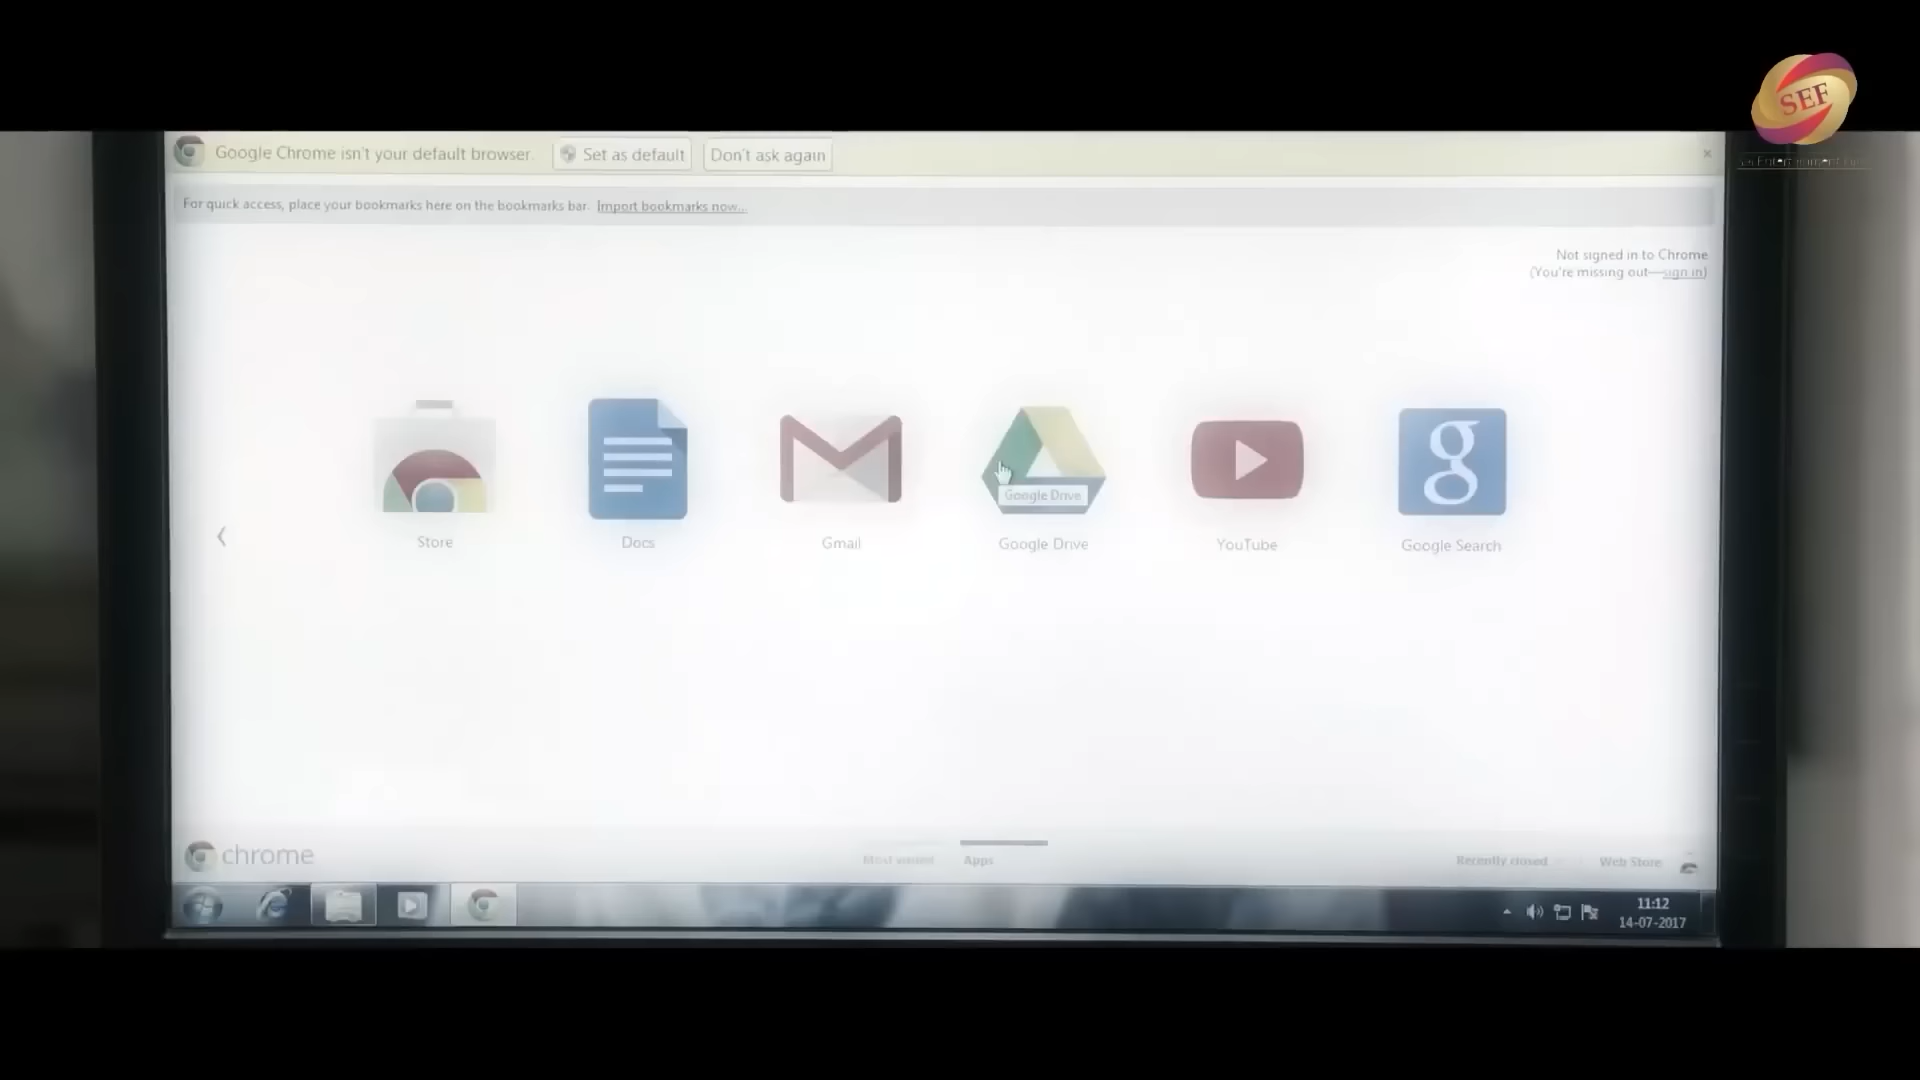 SEF
Google Chrome isn't your default browser. Set as default Don't ask again
For quick access, place your bookmarks here on the bookmarks bar. Import bookmarks now...
Not signed in to Chrome
(You're missing out—sign in)
Google Drive
Store Docs Gmail Google Drive YouTube Google Search
chrome Most visited Apps Recently closed Web Store
11:12
14-07-2017